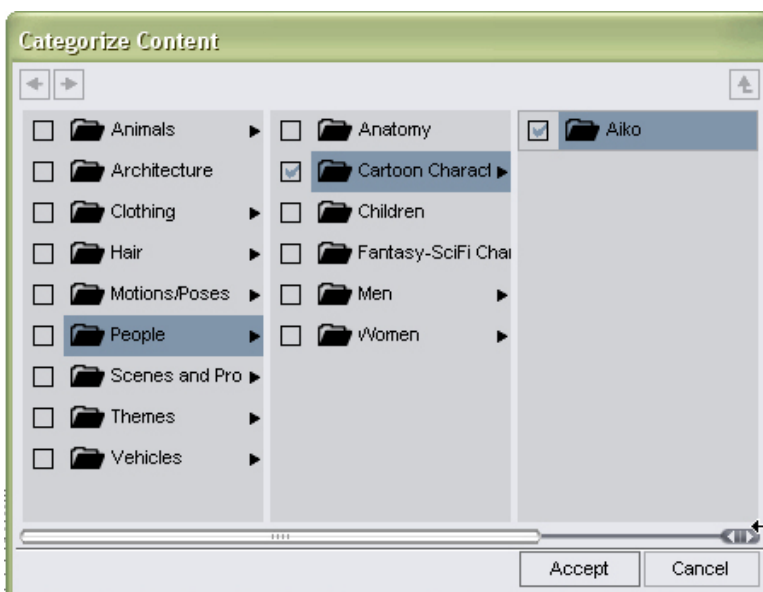 Categorize Content
Animals
Architecture
Clothing
Hair
Motions/Poses
People
Scenes and Pro
Themes
Vehicles
Anatomy
Cartoon Charact
Children
Fantasy-SciFi Char
Men
Women
Aiko
Accept
Cancel